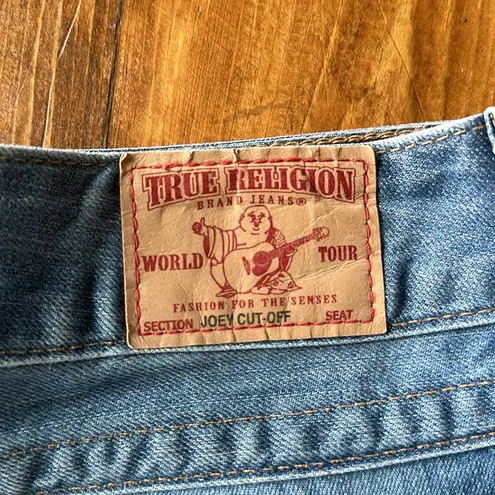 TRUE RELIGION
BRAND JEANS®
WORLD TOUR
FASHION FOR THE SENSES
SECTION JOEY CUT-OFF SEAT